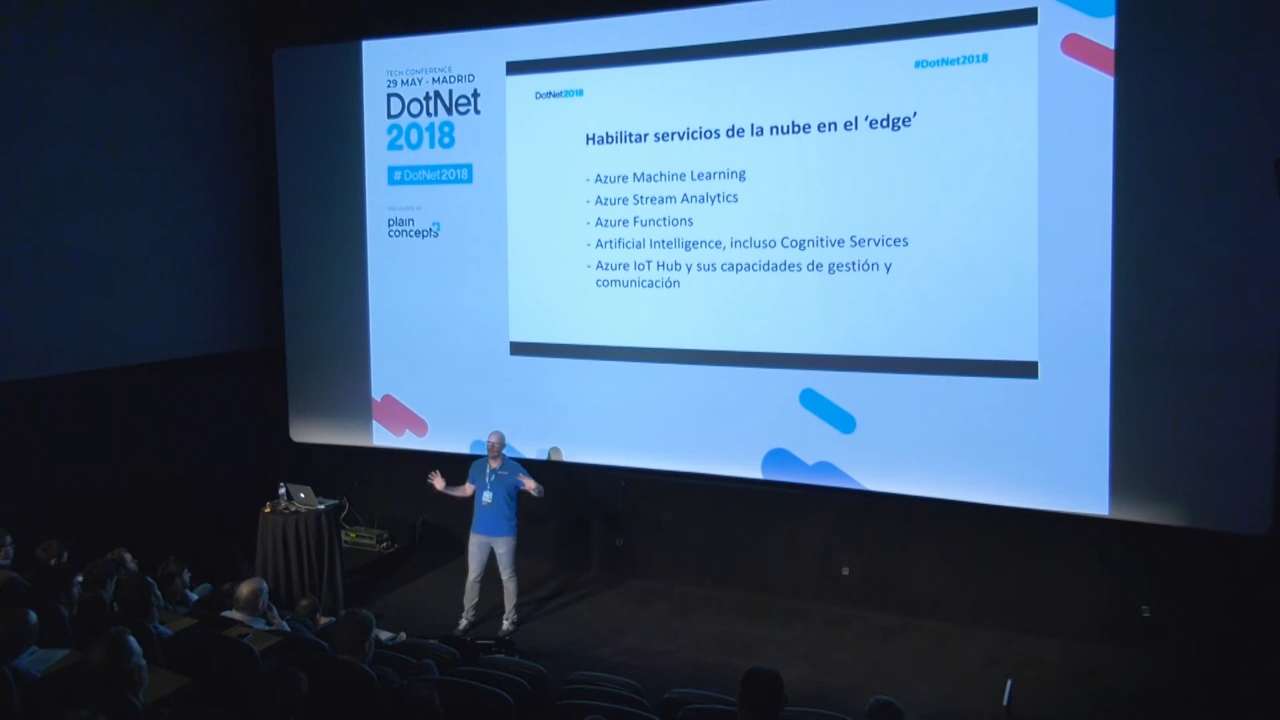 TECH CONFERENCE
29 MAY - MADRID
DotNet
2018
#DotNet2018
plain
concepts
DotNet2018
#DotNet2018
Habilitar servicios de la nube en el ‘edge’
- Azure Machine Learning
- Azure Stream Analytics
- Azure Functions
- Artificial Intelligence, incluso Cognitive Services
- Azure IoT Hub y sus capacidades de gestión y
comunicación